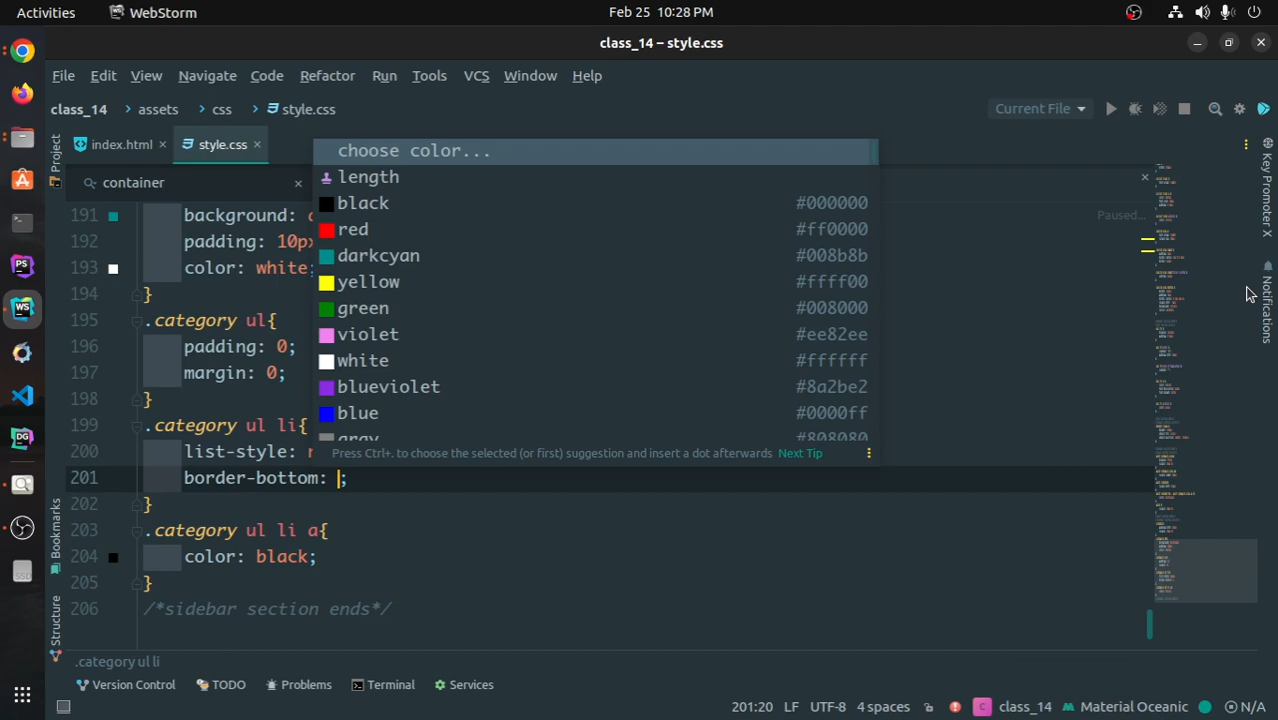 Activities WebStorm Feb 25 10:28 PM
class_14 – style.css
File Edit View Navigate Code Refactor Run Tools VCS Window Help
class_14 assets css style.css Current File
Project index.html style.css
choose color...
container
length
black #000000
red #ff0000
darkcyan #008b8b
yellow #ffff00
green #008000
violet #ee82ee
white #ffffff
blueviolet #8a2be2
blue #0000ff
gray #808080
Press Ctrl+. to choose the selected (or first) suggestion and insert a dot afterwards Next Tip
Paused...
191 background:
192 padding: 10px
193 color: white;
194 }
195 .category ul{
196 padding: 0;
197 margin: 0;
198 }
199 .category ul li{
200 list-style:
201 border-bottom: ;
202 }
203 .category ul li a{
204 color: black;
205 }
206 /*sidebar section ends*/
Bookmarks
Structure
Key Promoter X
Notifications
PS
WS
DG
SSD
.category ul li
Version Control TODO Problems Terminal Services
201:20 LF UTF-8 4 spaces C class_14 Material Oceanic N/A